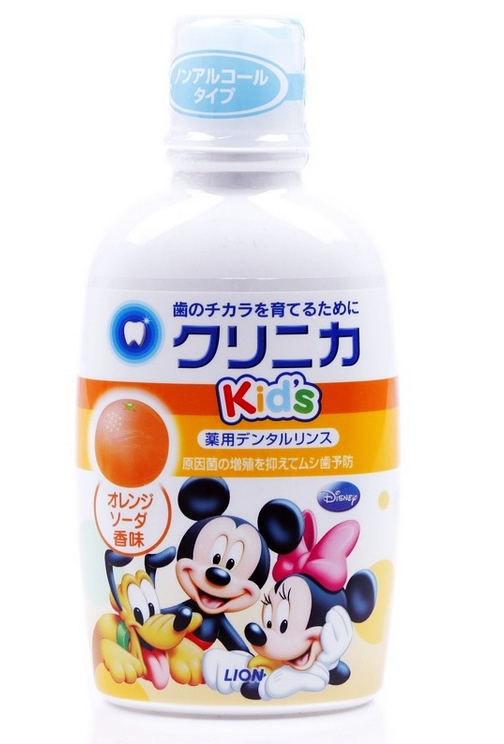 ノンアルコール
タイプ
歯のチカラを育てるために
クリニカ
Kid's
薬用デンタルリンス
原因菌の増殖を抑えてムシ歯予防
オレンジ
ソーダ
香味
Disney
LION